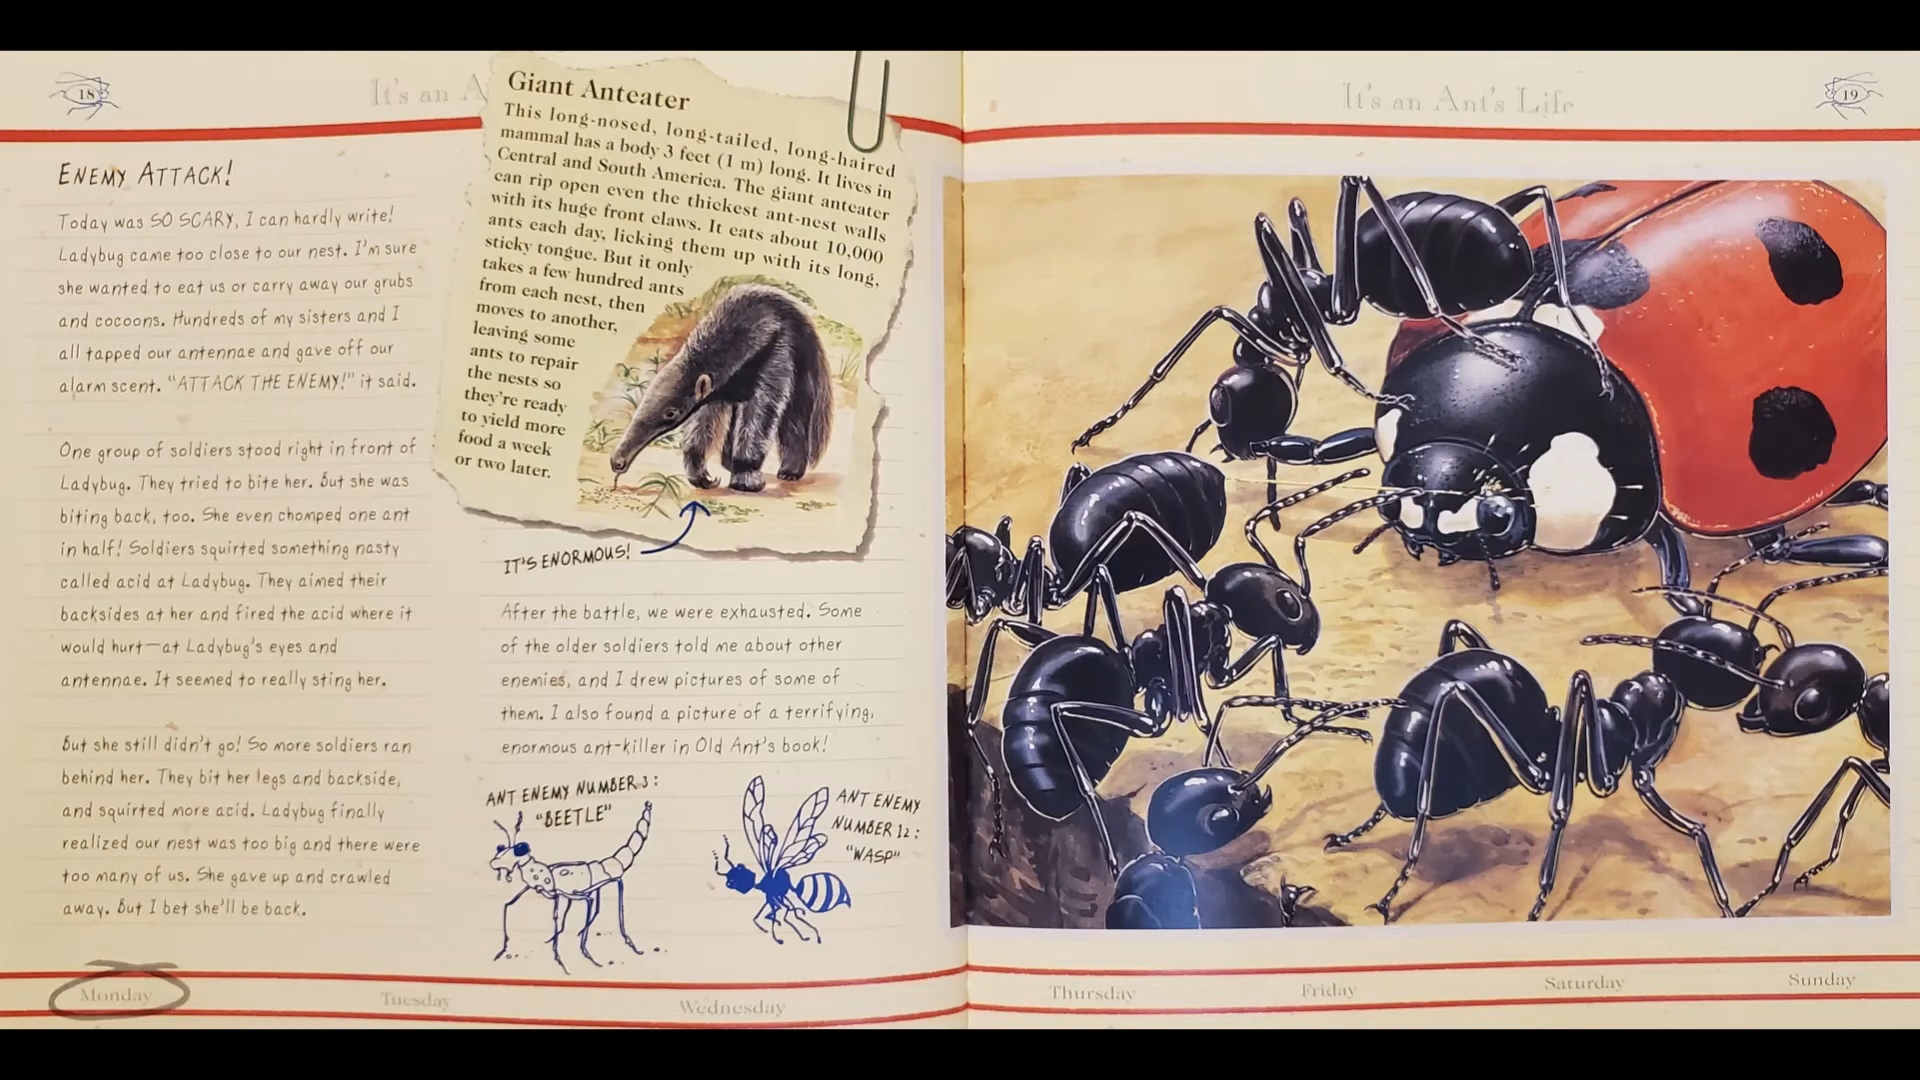 18
It's an A
ENEMY ATTACK!
Today was SO SCARY, I can hardly write!
Ladybug came too close to our nest. I'm sure
she wanted to eat us or carry away our grubs
and cocoons. Hundreds of my sisters and I
all tapped our antennae and gave off our
alarm scent. "ATTACK THE ENEMY!" it said.
One group of soldiers stood right in front of
Ladybug. They tried to bite her. But she was
biting back, too. She even chomped one ant
in half! Soldiers squirted something nasty
called acid at Ladybug. They aimed their
backsides at her and fired the acid where it
would hurt—at Ladybug's eyes and
antennae. It seemed to really sting her.
But she still didn't go! So more soldiers ran
behind her. They bit her legs and backside,
and squirted more acid. Ladybug finally
realized our nest was too big and there were
too many of us. She gave up and crawled
away. But I bet she'll be back.
Giant Anteater
This long-nosed, long-tailed, long-haired
mammal has a body 3 feet (1 m) long. It lives in
Central and South America. The giant anteater
can rip open even the thickest ant-nest walls
with its huge front claws. It eats about 10,000
ants each day, licking them up with its long,
sticky tongue. But it only
takes a few hundred ants
from each nest, then
moves to another,
leaving some
ants to repair
the nests so
they're ready
to yield more
food a week
or two later.
IT'S ENORMOUS!
After the battle, we were exhausted. Some
of the older soldiers told me about other
enemies, and I drew pictures of some of
them. I also found a picture of a terrifying,
enormous ant-killer in Old Ant's book!
ANT ENEMY NUMBER 3:
"BEETLE"
ANT ENEMY
NUMBER 12:
"WASP"
Monday
Tuesday
Wednesday
It's an Ant's Life
19
Thursday
Friday
Saturday
Sunday